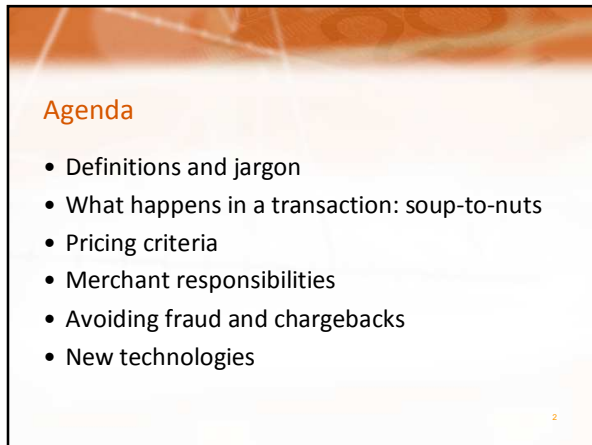 Agenda
• Definitions and jargon
• What happens in a transaction: soup-to-nuts
• Pricing criteria
• Merchant responsibilities
• Avoiding fraud and chargebacks
• New technologies
2